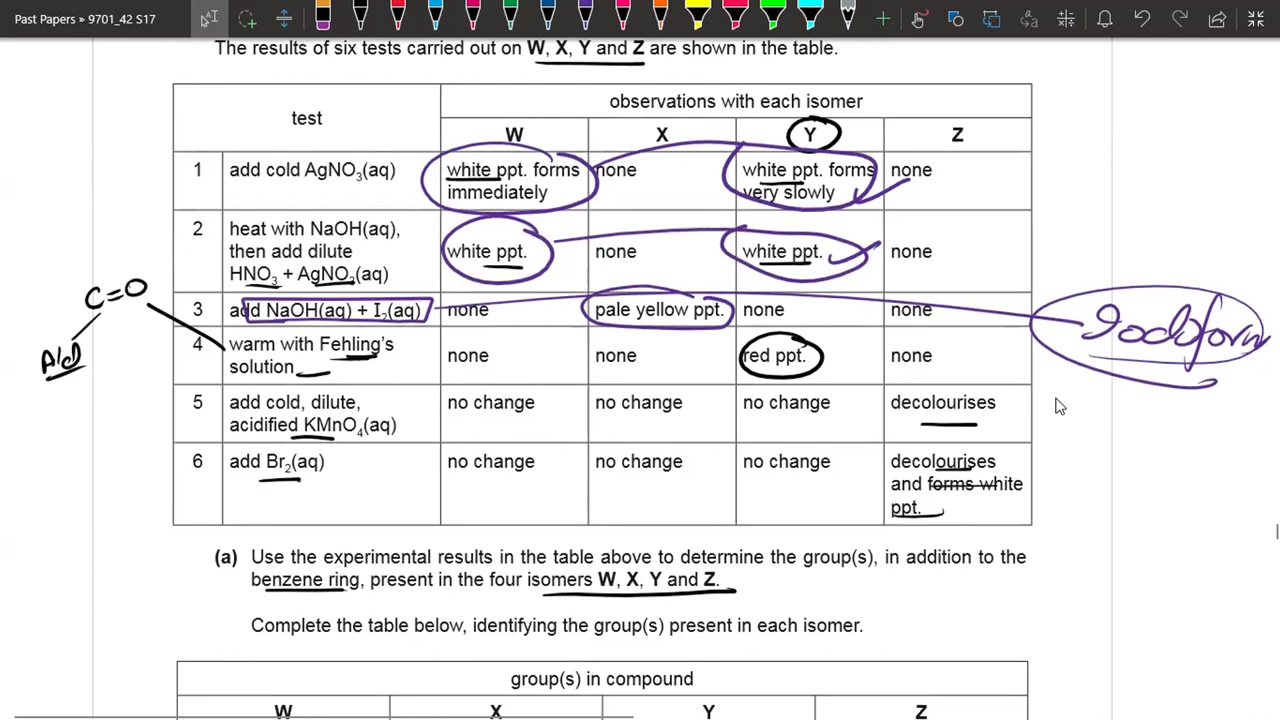 Past Papers » 9701_42 S17
The results of six tests carried out on W, X, Y and Z are shown in the table.
test
observations with each isomer
W X Y Z
1 add cold AgNO₃(aq) white ppt. forms immediately none white ppt. forms very slowly none
2 heat with NaOH(aq), then add dilute HNO₃ + AgNO₃(aq) white ppt. none white ppt. none
3 add NaOH(aq) + I₂(aq) none pale yellow ppt. none none
Iodoform
C=O
Ald
4 warm with Fehling's solution none none red ppt. none
5 add cold, dilute, acidified KMnO₄(aq) no change no change no change decolourises
6 add Br₂(aq) no change no change no change decolourises and forms white ppt.
(a) Use the experimental results in the table above to determine the group(s), in addition to the
benzene ring, present in the four isomers W, X, Y and Z.
Complete the table below, identifying the group(s) present in each isomer.
group(s) in compound
W X Y Z